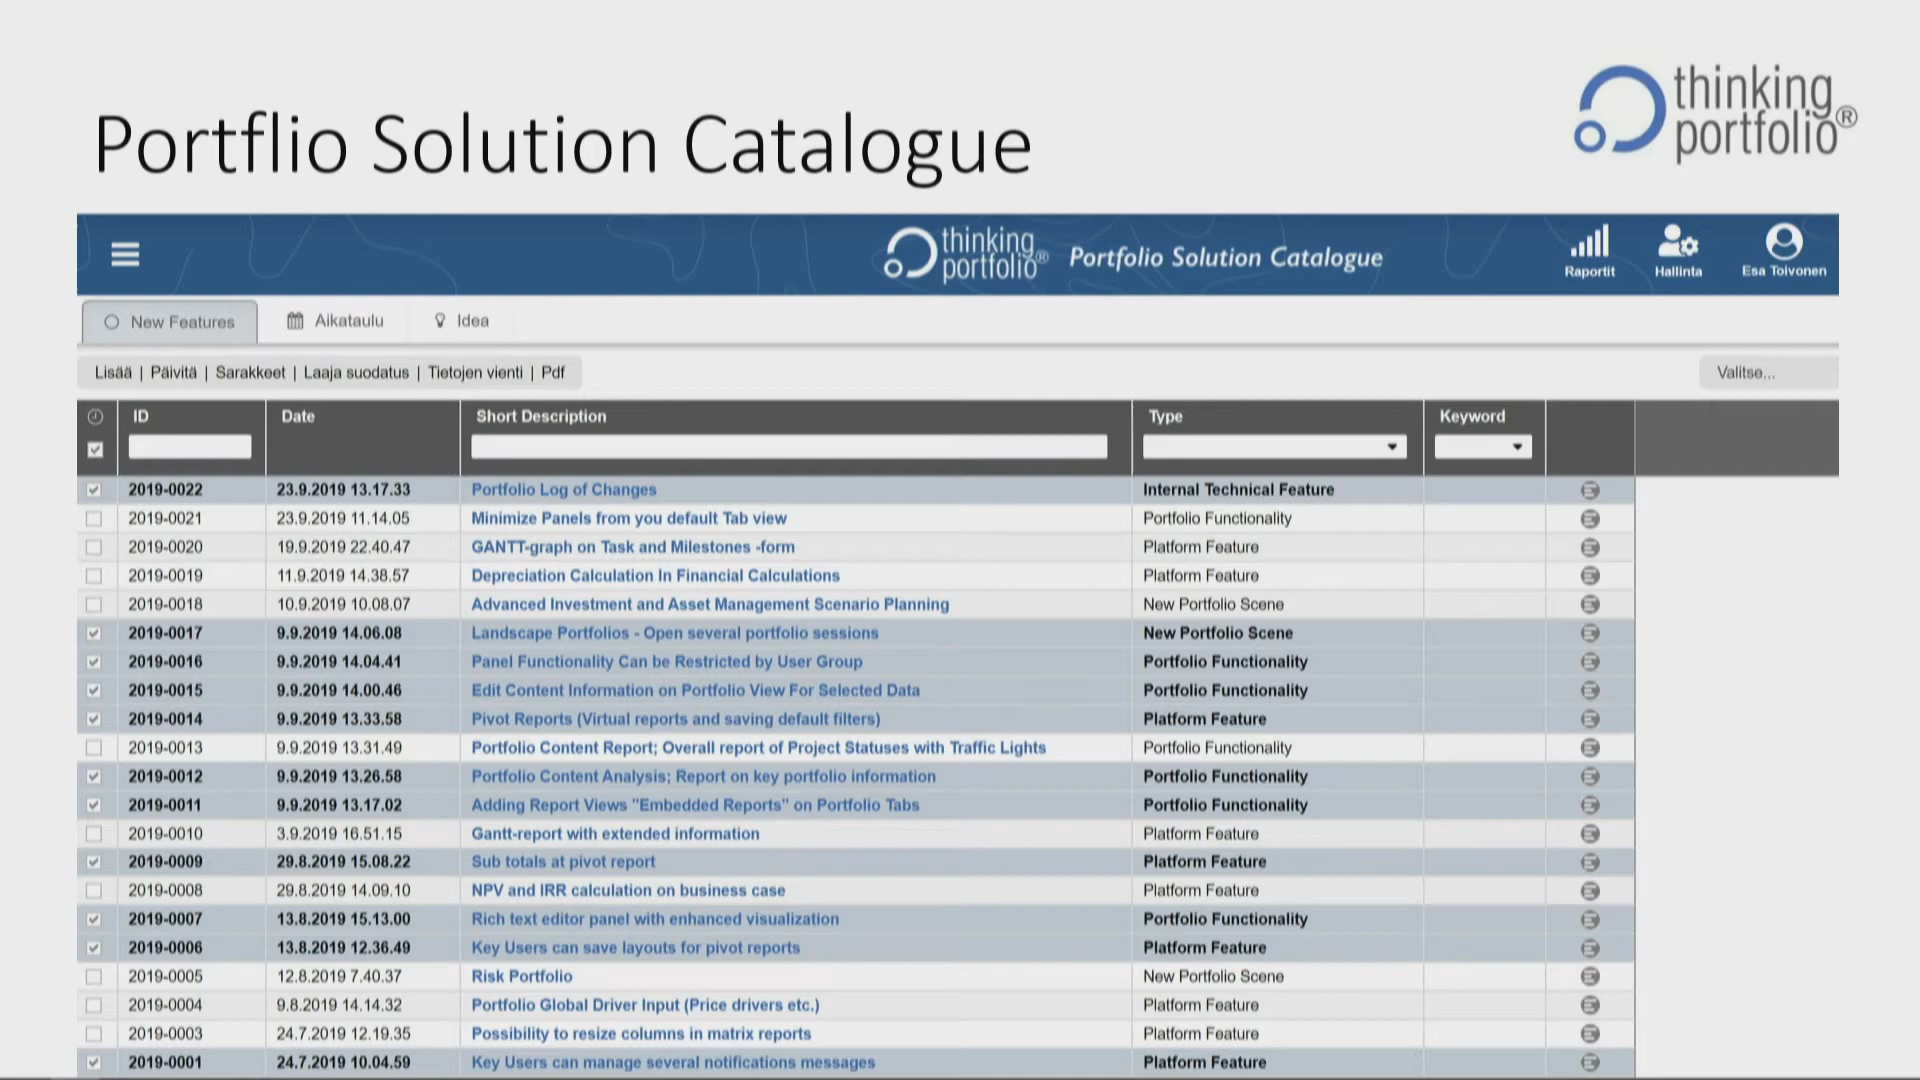 Portflio Solution Catalogue
thinking
portfolio®
thinking
portfolio®
Portfolio Solution Catalogue
Raportit
Hallinta
Esa Toivonen
New Features
Aikataulu
Idea
Lisää | Päivitä | Sarakkeet | Laaja suodatus | Tietojen vienti | Pdf
Valitse...
ID Date Short Description Type Keyword
2019-0022 23.9.2019 13.17.33 Portfolio Log of Changes Internal Technical Feature
2019-0021 23.9.2019 11.14.05 Minimize Panels from you default Tab view Portfolio Functionality
2019-0020 19.9.2019 22.40.47 GANTT-graph on Task and Milestones -form Platform Feature
2019-0019 11.9.2019 14.38.57 Depreciation Calculation In Financial Calculations Platform Feature
2019-0018 10.9.2019 10.08.07 Advanced Investment and Asset Management Scenario Planning New Portfolio Scene
2019-0017 9.9.2019 14.06.08 Landscape Portfolios - Open several portfolio sessions New Portfolio Scene
2019-0016 9.9.2019 14.04.41 Panel Functionality Can be Restricted by User Group Portfolio Functionality
2019-0015 9.9.2019 14.00.46 Edit Content Information on Portfolio View For Selected Data Portfolio Functionality
2019-0014 9.9.2019 13.33.58 Pivot Reports (Virtual reports and saving default filters) Platform Feature
2019-0013 9.9.2019 13.31.49 Portfolio Content Report; Overall report of Project Statuses with Traffic Lights Portfolio Functionality
2019-0012 9.9.2019 13.26.58 Portfolio Content Analysis; Report on key portfolio information Portfolio Functionality
2019-0011 9.9.2019 13.17.02 Adding Report Views "Embedded Reports" on Portfolio Tabs Portfolio Functionality
2019-0010 3.9.2019 16.51.15 Gantt-report with extended information Platform Feature
2019-0009 29.8.2019 15.08.22 Sub totals at pivot report Platform Feature
2019-0008 29.8.2019 14.09.10 NPV and IRR calculation on business case Platform Feature
2019-0007 13.8.2019 15.13.00 Rich text editor panel with enhanced visualization Portfolio Functionality
2019-0006 13.8.2019 12.36.49 Key Users can save layouts for pivot reports Platform Feature
2019-0005 12.8.2019 7.40.37 Risk Portfolio New Portfolio Scene
2019-0004 9.8.2019 14.14.32 Portfolio Global Driver Input (Price drivers etc.) Platform Feature
2019-0003 24.7.2019 12.19.35 Possibility to resize columns in matrix reports Platform Feature
2019-0001 24.7.2019 10.04.59 Key Users can manage several notifications messages Platform Feature